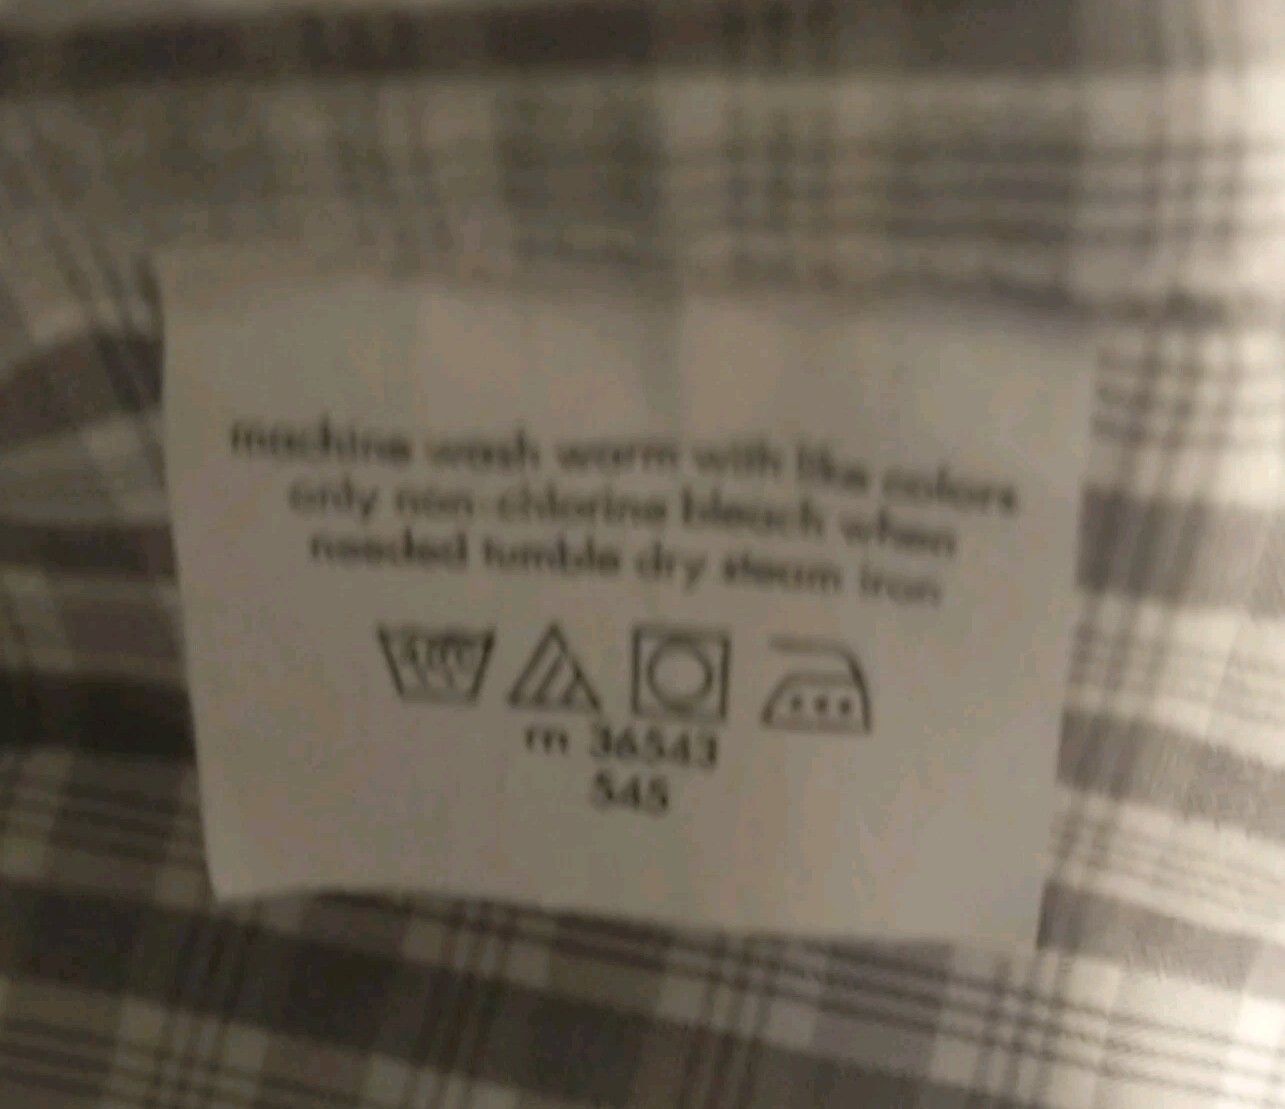 machine wash warm with like colors
only non-chlorine bleach when
needed tumble dry steam iron
rn 36543
545